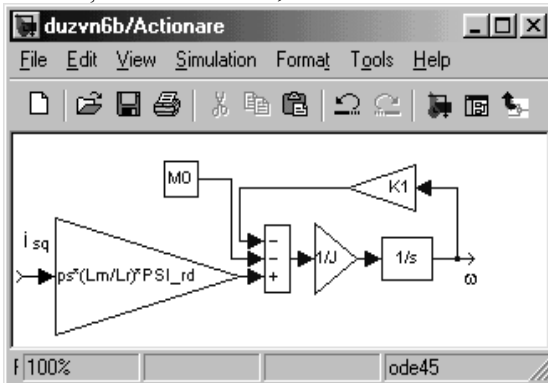 duzvn6b/Actionare
File Edit View Simulation Format Tools Help
M0
K1
i sq
ps*(Lm/Lr)*PSI_rd
−
−
+
1/J
1/s
ω
100%
ode45